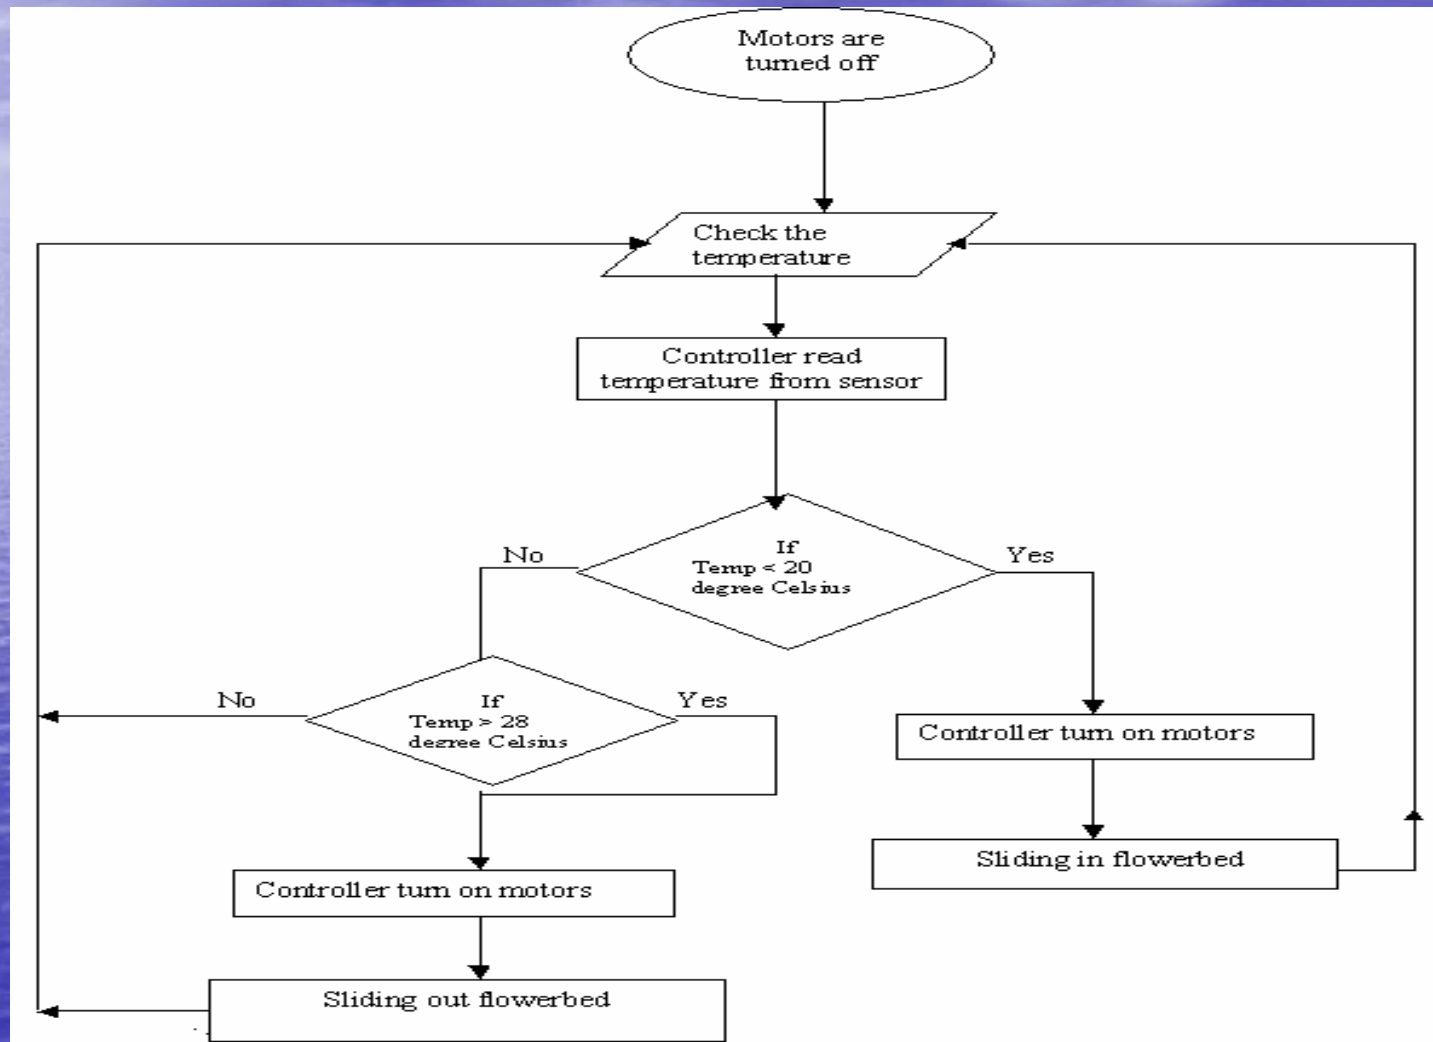 Motors are
turned off
Check the
temperature
Controller read
temperature from sensor
If
Temp < 20
degree Celsius
No
Yes
If
Temp > 28
degree Celsius
No
Yes
Controller turn on motors
Sliding in flowerbed
Controller turn on motors
Sliding out flowerbed